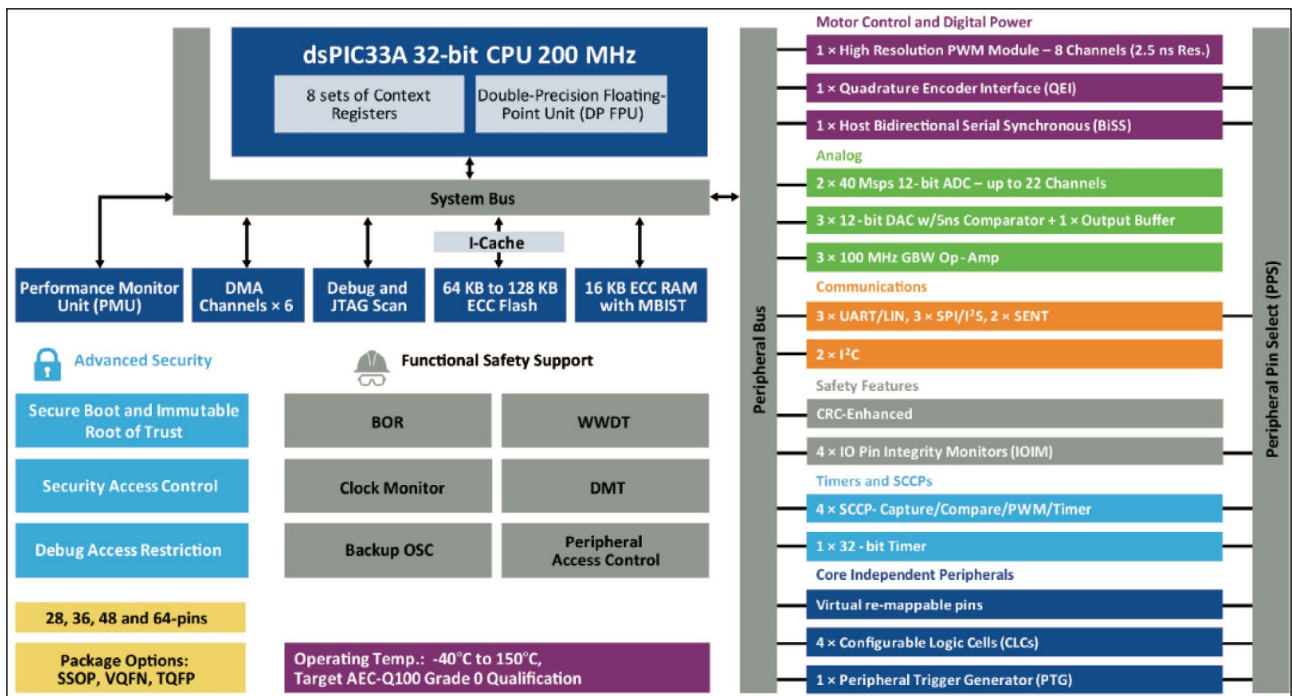 dsPIC33A 32-bit CPU 200 MHz
8 sets of Context
Registers
Double-Precision Floating-
Point Unit (DP FPU)
System Bus
I-Cache
Performance Monitor
Unit (PMU)
DMA
Channels × 6
Debug and
JTAG Scan
64 KB to 128 KB
ECC Flash
16 KB ECC RAM
with MBIST
Advanced Security
Secure Boot and Immutable
Root of Trust
Security Access Control
Debug Access Restriction
Functional Safety Support
BOR
WWDT
Clock Monitor
DMT
Backup OSC
Peripheral
Access Control
28, 36, 48 and 64-pins
Package Options:
SSOP, VQFN, TQFP
Operating Temp.: -40°C to 150°C,
Target AEC-Q100 Grade 0 Qualification
Peripheral Bus
Motor Control and Digital Power
1 × High Resolution PWM Module – 8 Channels (2.5 ns Res.)
1 × Quadrature Encoder Interface (QEI)
1 × Host Bidirectional Serial Synchronous (BiSS)
Analog
2 × 40 Msps 12-bit ADC – up to 22 Channels
3 × 12-bit DAC w/5ns Comparator + 1 × Output Buffer
3 × 100 MHz GBW Op-Amp
Communications
3 × UART/LIN, 3 × SPI/I²S, 2 × SENT
2 × I²C
Safety Features
CRC-Enhanced
4 × IO Pin Integrity Monitors (IOIM)
Timers and SCCPs
4 × SCCP- Capture/Compare/PWM/Timer
1 × 32-bit Timer
Core Independent Peripherals
Virtual re-mappable pins
4 × Configurable Logic Cells (CLCs)
1 × Peripheral Trigger Generator (PTG)
Peripheral Pin Select (PPS)